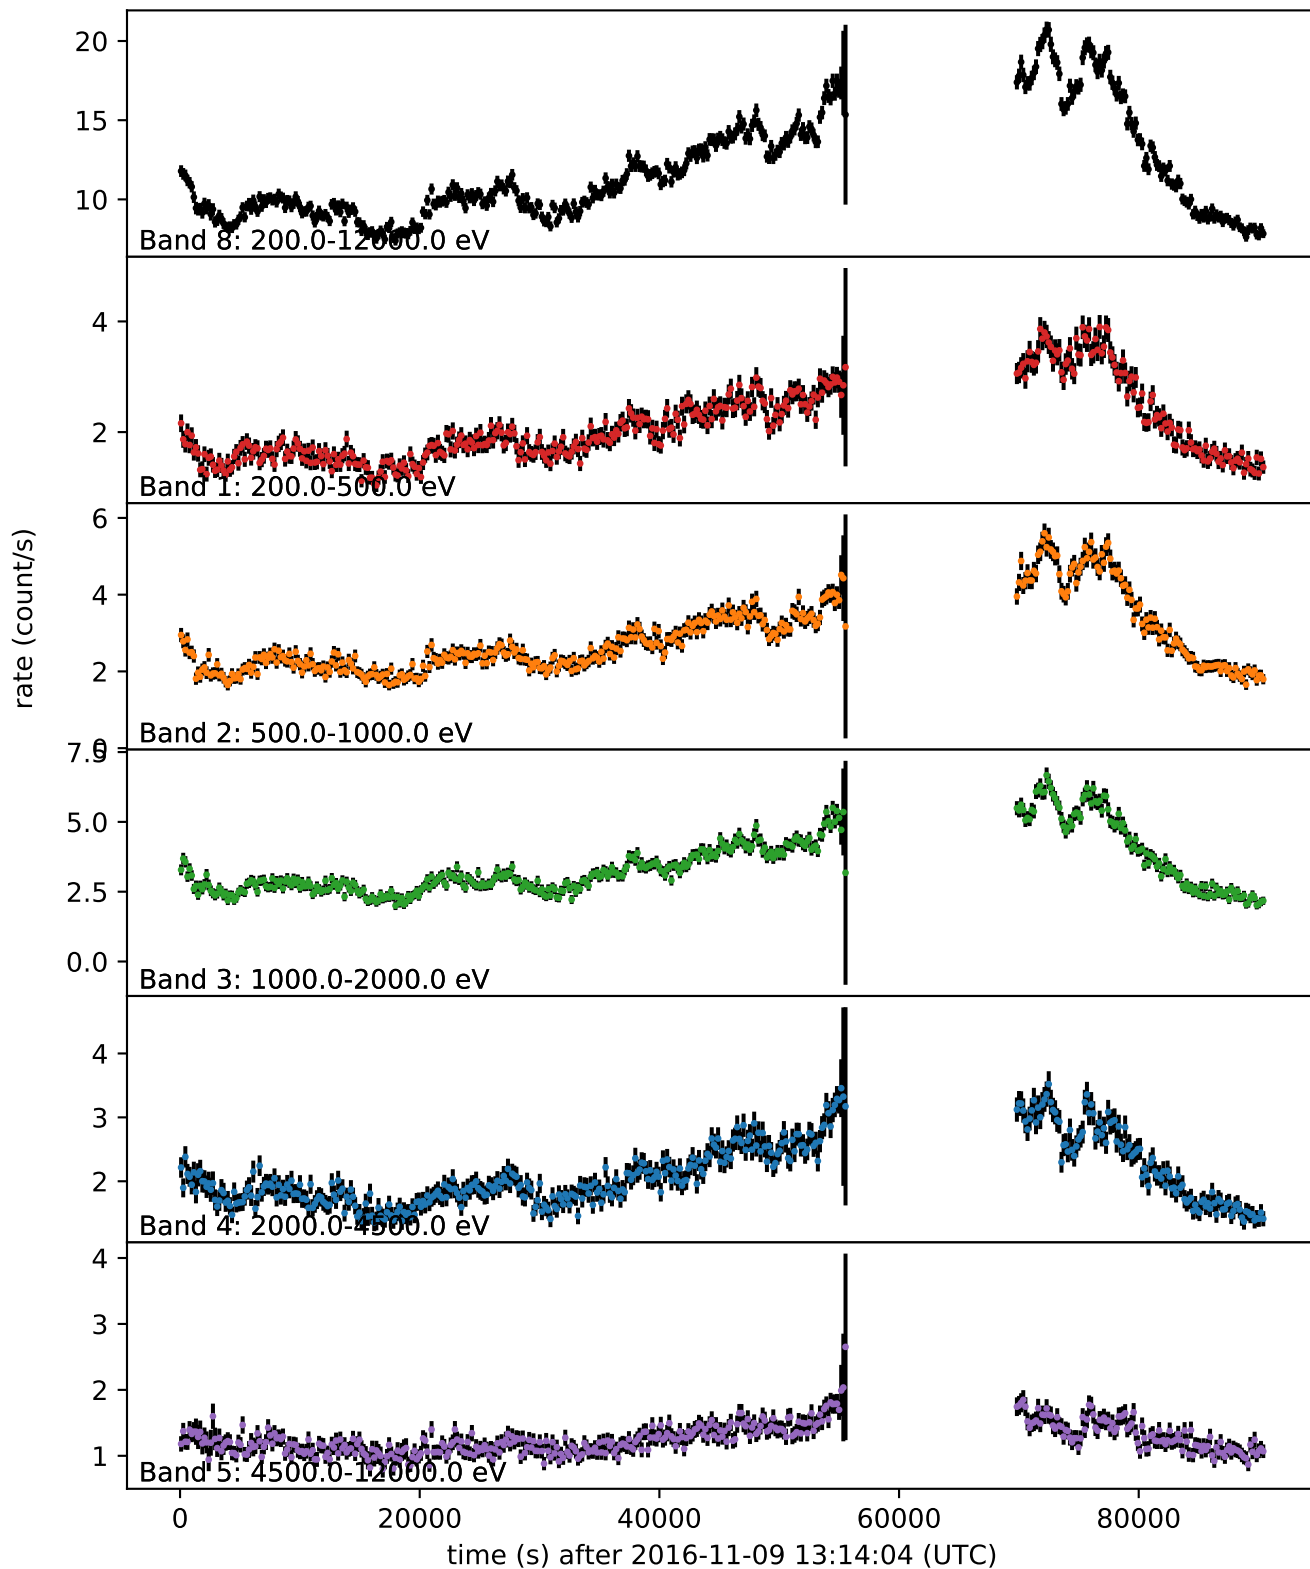 20
15
10
Band 8: 200.0-12000.0 eV
4
2
Band 1: 200.0-500.0 eV
rate (count/s)
6
4
2
0
Band 2: 500.0-1000.0 eV
7.5
5.0
2.5
0.0
Band 3: 1000.0-2000.0 eV
4
3
2
Band 4: 2000.0-4500.0 eV
4
3
2
1
Band 5: 4500.0-12000.0 eV
0 20000 40000 60000 80000
time (s) after 2016-11-09 13:14:04 (UTC)